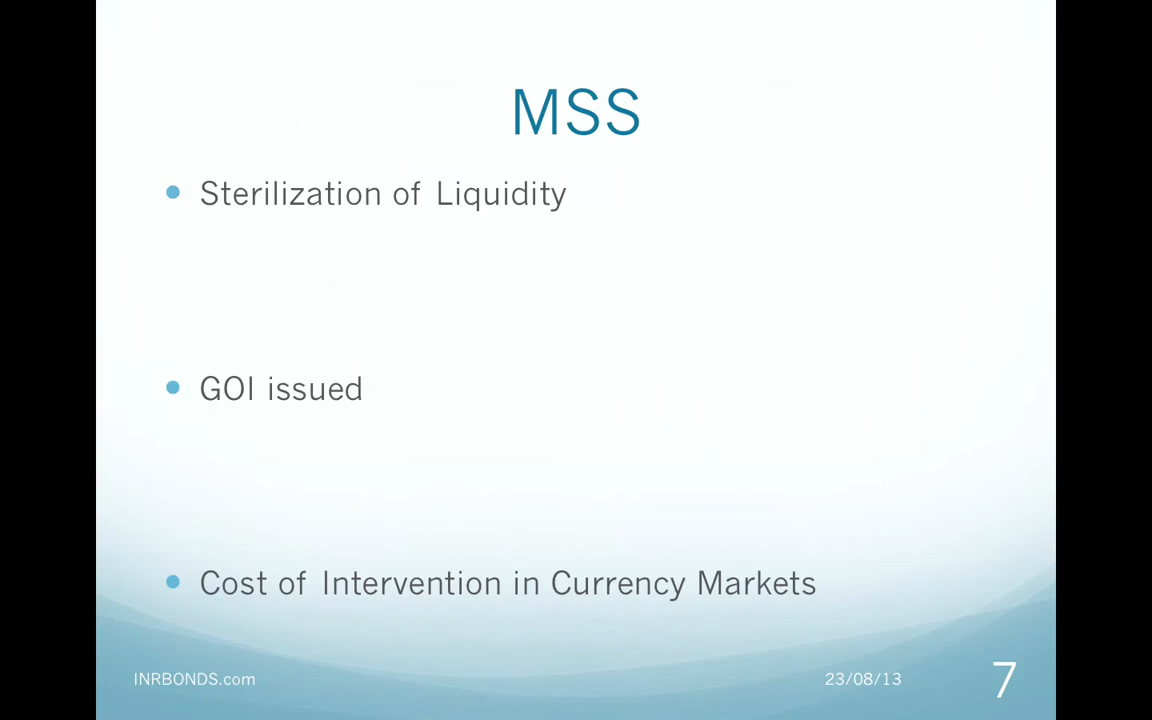 MSS
Sterilization of Liquidity
GOI issued
Cost of Intervention in Currency Markets
INRBONDS.com 23/08/13 7